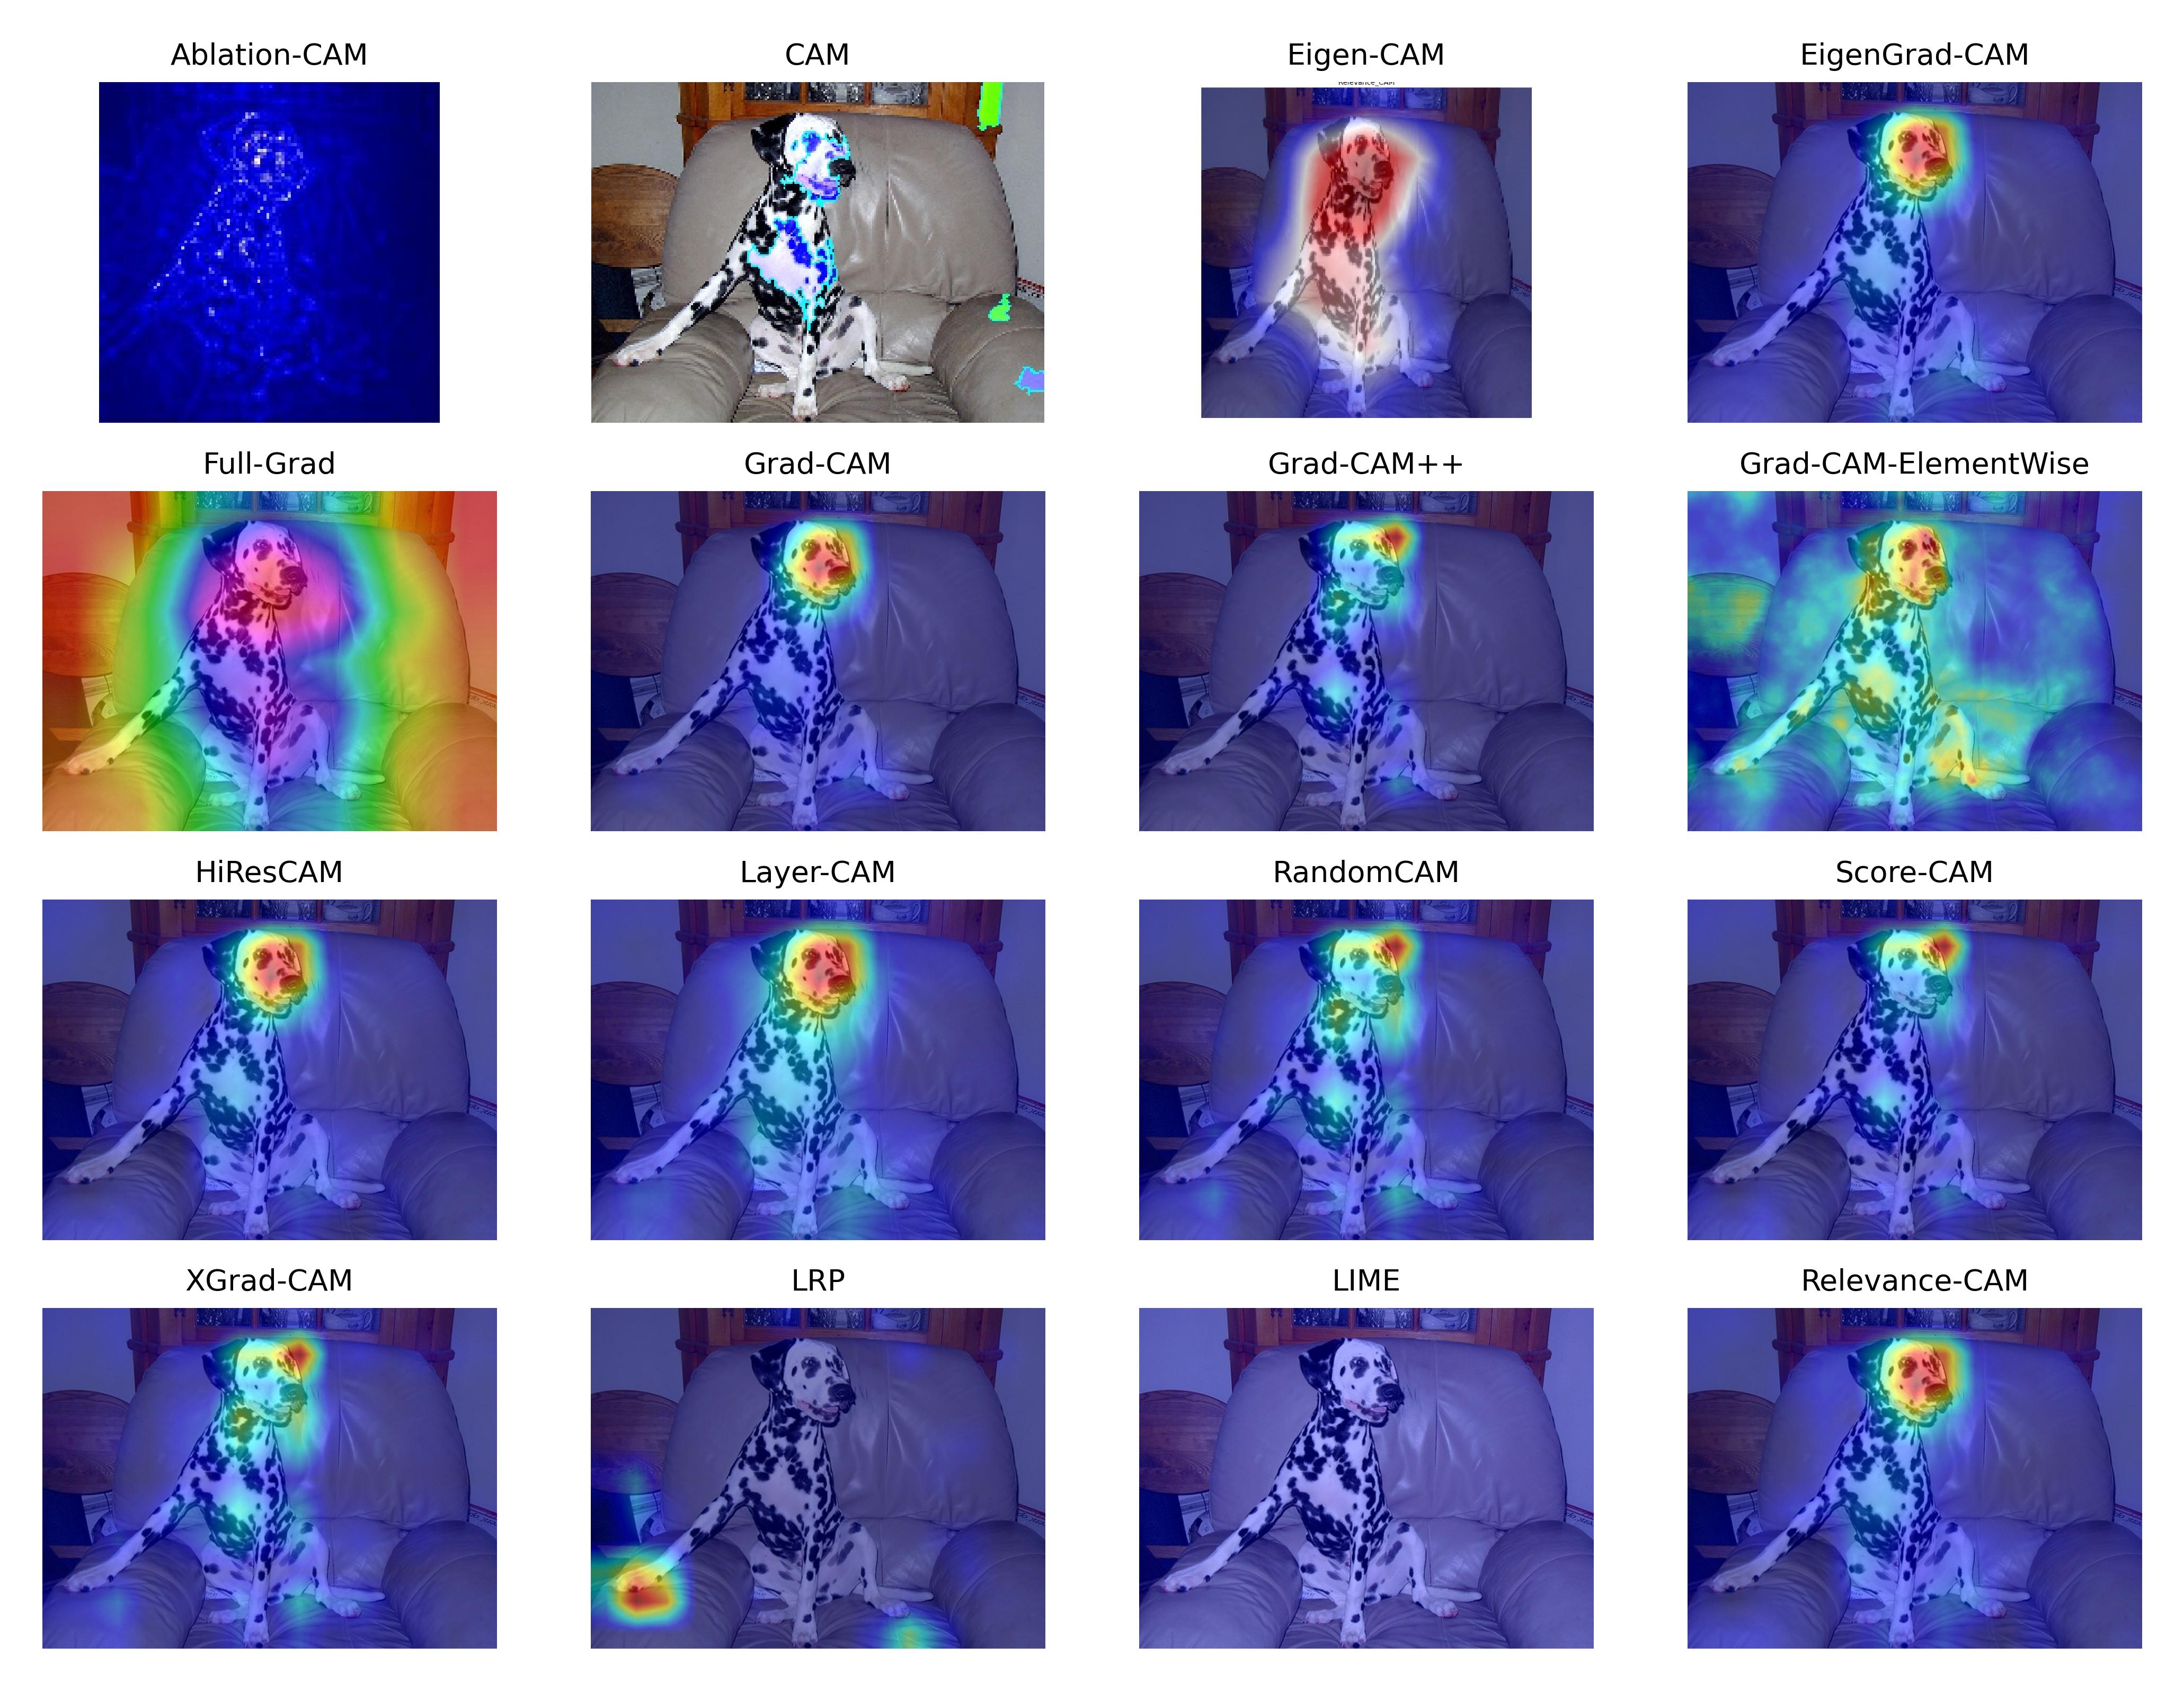 Ablation-CAM
CAM
Eigen-CAM
EigenGrad-CAM
Full-Grad
Grad-CAM
Grad-CAM++
Grad-CAM-ElementWise
HiResCAM
Layer-CAM
RandomCAM
Score-CAM
XGrad-CAM
LRP
LIME
Relevance-CAM